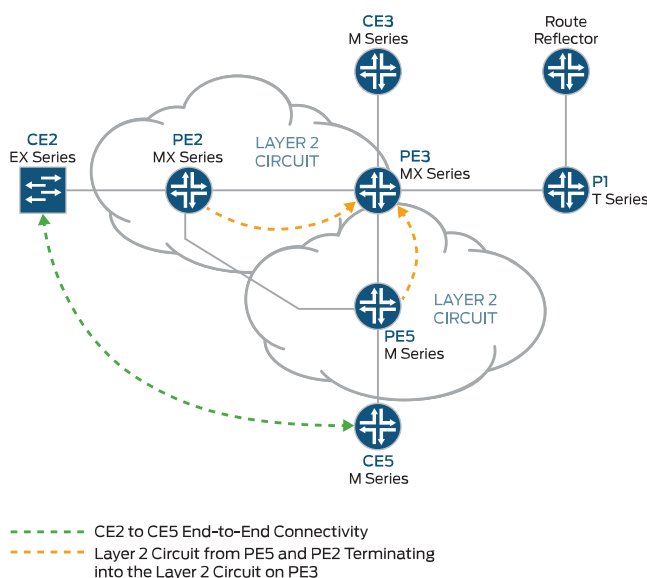 CE3
M Series
Route
Reflector
CE2
EX Series
PE2
MX Series
LAYER 2
CIRCUIT
PE3
MX Series
P1
T Series
LAYER 2
CIRCUIT
PE5
M Series
CE5
M Series
CE2 to CE5 End-to-End Connectivity
Layer 2 Circuit from PE5 and PE2 Terminating
into the Layer 2 Circuit on PE3